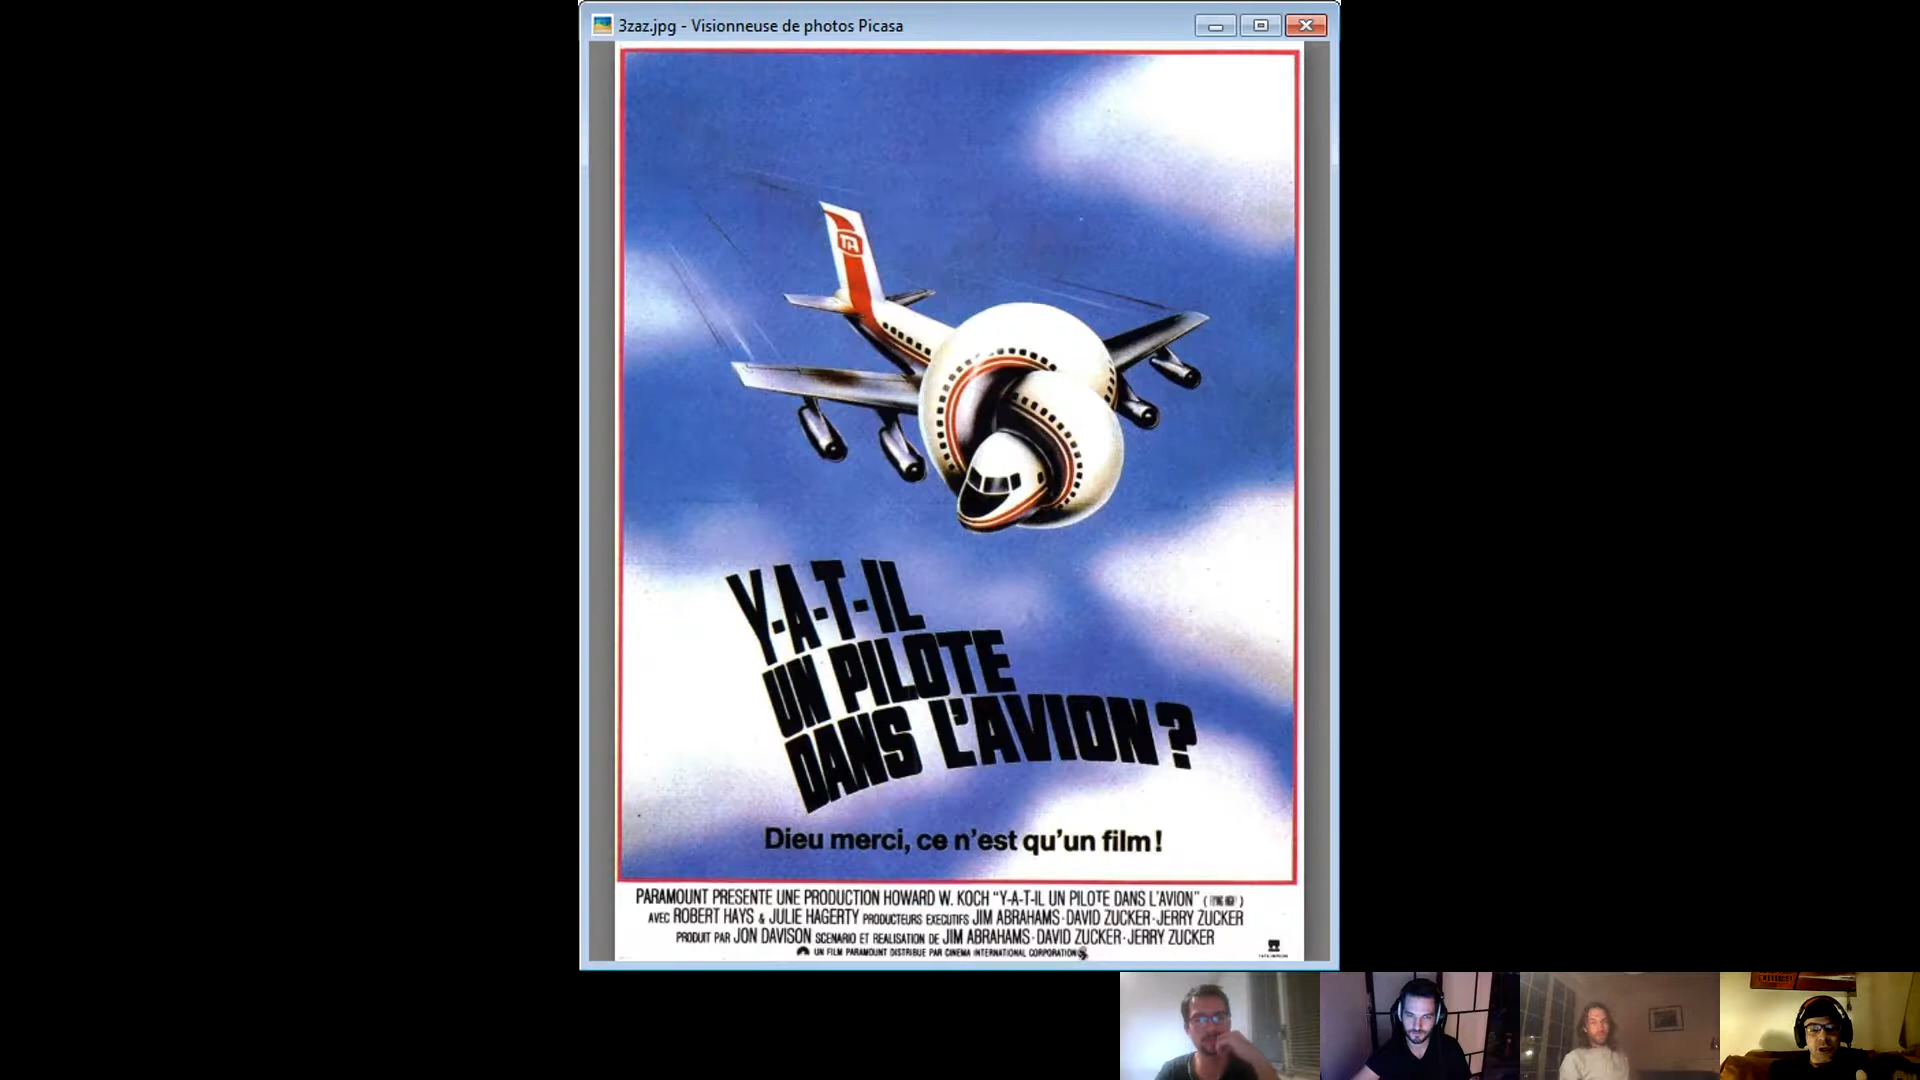 3zaz.jpg - Visionneuse de photos Picasa
TA
Y-A-T-IL
UN PILOTE
DANS L'AVION ?
Dieu merci, ce n'est qu'un film !
PARAMOUNT PRESENTE UNE PRODUCTION HOWARD W. KOCH "Y-A-T-IL UN PILOTE DANS L'AVION" ( )
AVEC ROBERT HAYS & JULIE HAGERTY PRODUCTEURS EXECUTIFS JIM ABRAHAMS · DAVID ZUCKER · JERRY ZUCKER
PRODUIT PAR JON DAVISON SCENARIO ET REALISATION DE JIM ABRAHAMS · DAVID ZUCKER · JERRY ZUCKER
UN FILM PARAMOUNT DISTRIBUE PAR CINEMA INTERNATIONAL CORPORATION